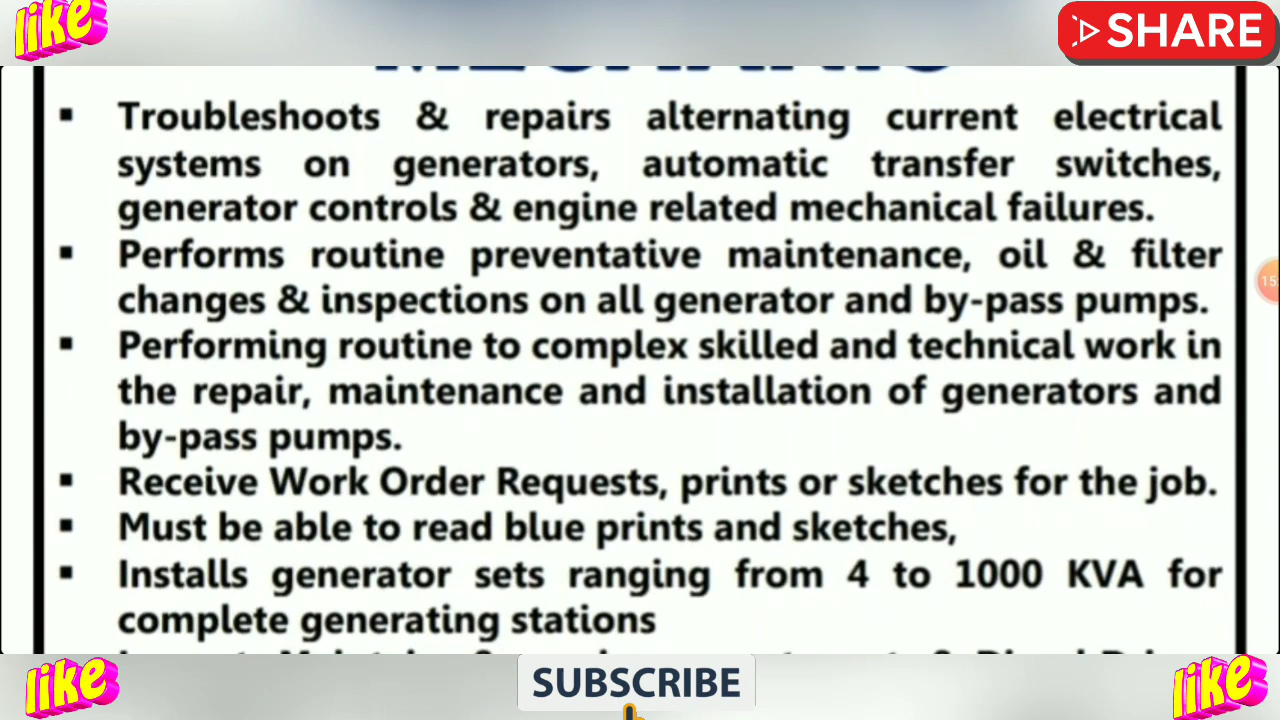 like
SHARE
▪ Troubleshoots & repairs alternating current electrical
systems on generators, automatic transfer switches,
generator controls & engine related mechanical failures.
▪ Performs routine preventative maintenance, oil & filter
changes & inspections on all generator and by-pass pumps.
▪ Performing routine to complex skilled and technical work in
the repair, maintenance and installation of generators and
by-pass pumps.
▪ Receive Work Order Requests, prints or sketches for the job.
▪ Must be able to read blue prints and sketches,
▪ Installs generator sets ranging from 4 to 1000 KVA for
complete generating stations
like
SUBSCRIBE
like